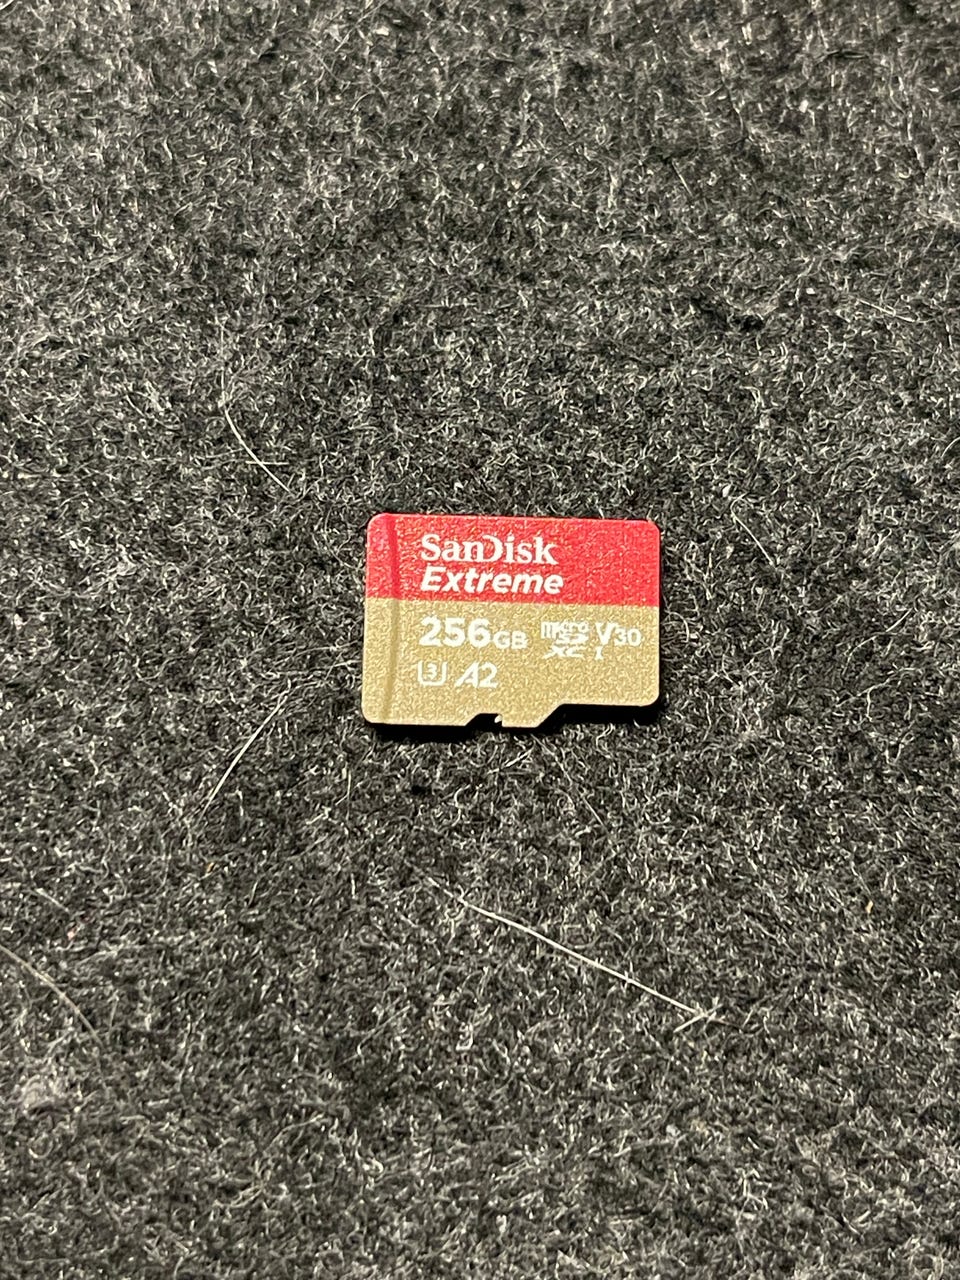 SanDisk
Extreme
256GB micro SD XC I V30
U3 A2